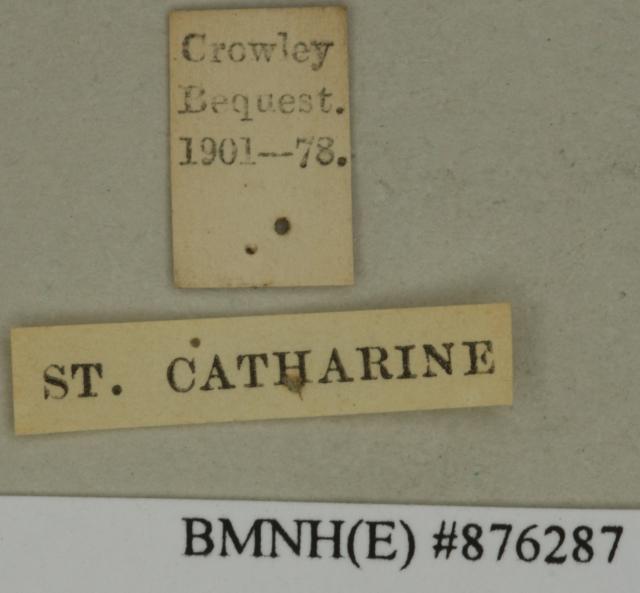 Crowley
Bequest.
1901—78.
ST. CATHARINE
BMNH(E) #876287